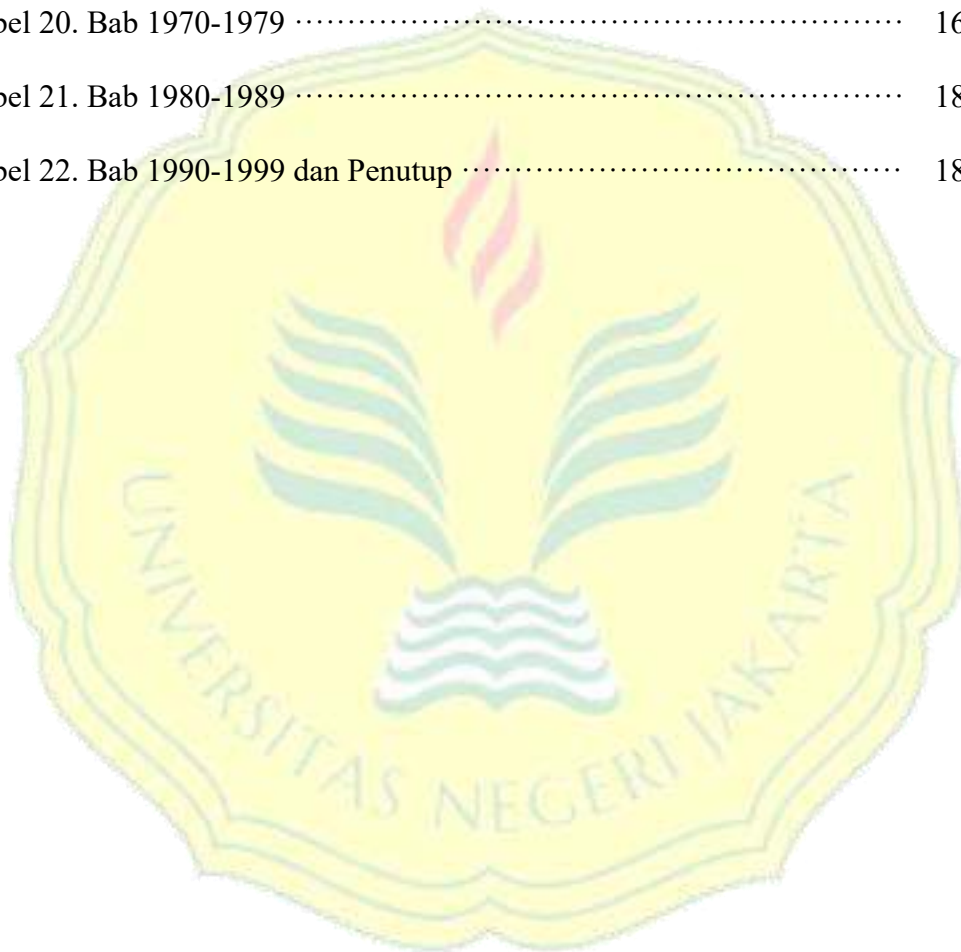 bel 20. Bab 1970-1979 ........................................................ 16
bel 21. Bab 1980-1989 ........................................................ 18
bel 22. Bab 1990-1999 dan Penutup ........................................ 18
UNIVERSITAS NEGERI JAKARTA